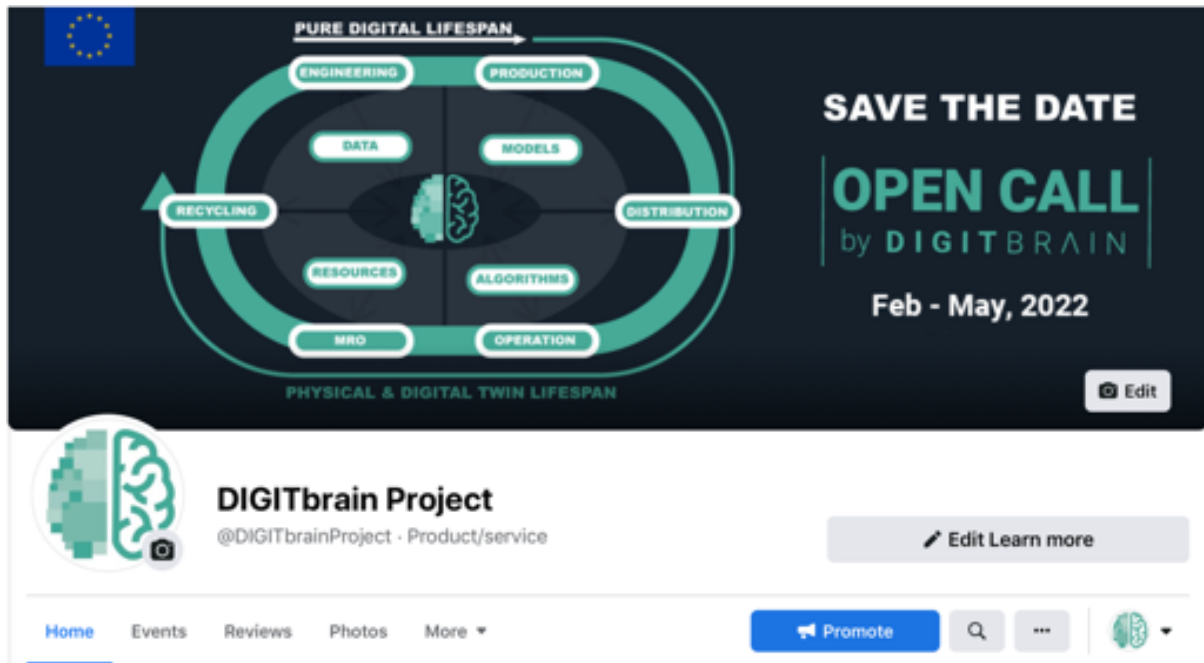 PURE DIGITAL LIFESPAN
ENGINEERING
PRODUCTION
DATA
MODELS
RECYCLING
DISTRIBUTION
RESOURCES
ALGORITHMS
MRO
OPERATION
PHYSICAL & DIGITAL TWIN LIFESPAN
SAVE THE DATE
OPEN CALL
by DIGITBRAIN
Feb - May, 2022
Edit
DIGITbrain Project
@DIGITbrainProject · Product/service
Edit Learn more
Home Events Reviews Photos More
Promote